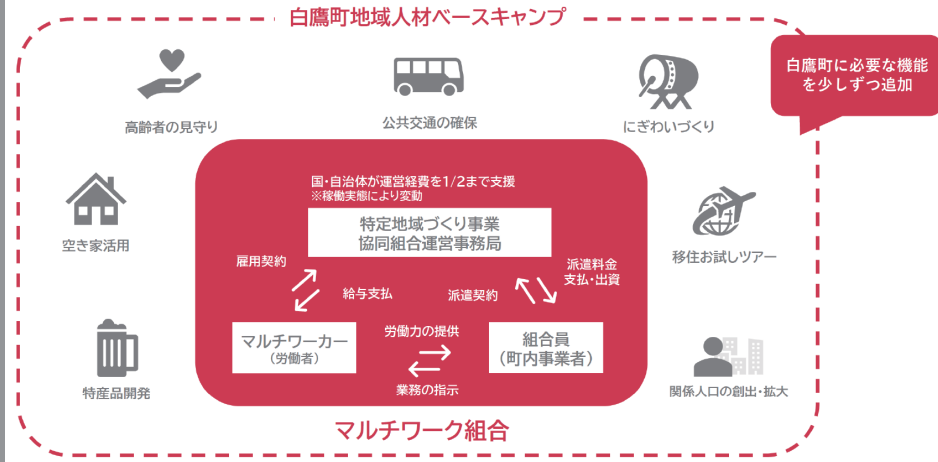 白鷹町地域人材ベースキャンプ
白鷹町に必要な機能
を少しずつ追加
高齢者の見守り
公共交通の確保
にぎわいづくり
空き家活用
移住お試しツアー
特産品開発
関係人口の創出・拡大
国・自治体が運営経費を1/2まで支援
※稼働実態により変動
特定地域づくり事業
協同組合運営事務局
雇用契約
給与支払
派遣契約
派遣料金
支払・出資
マルチワーカー
（労働者）
労働力の提供
業務の指示
組合員
（町内事業者）
マルチワーク組合